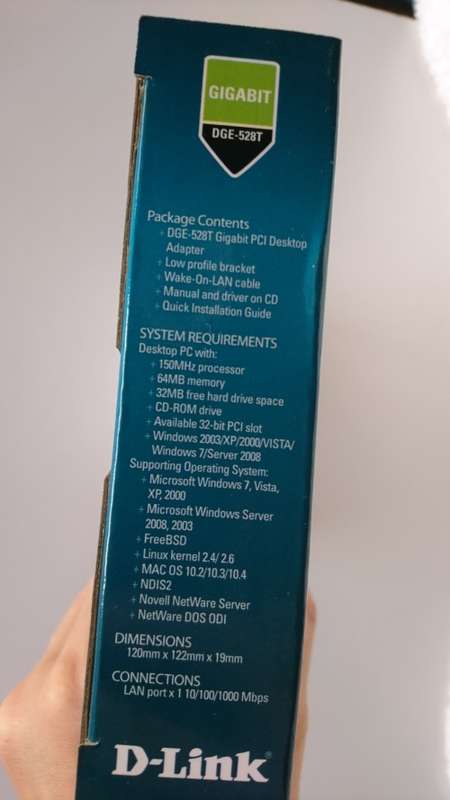 GIGABIT
DGE-528T
Package Contents
+ DGE-528T Gigabit PCI Desktop
Adapter
+ Low profile bracket
+ Wake-On-LAN cable
+ Manual and driver on CD
+ Quick Installation Guide
SYSTEM REQUIREMENTS
Desktop PC with:
+ 150MHz processor
+ 64MB memory
+ 32MB free hard drive space
+ CD-ROM drive
+ Available 32-bit PCI slot
+ Windows 2003/XP/2000/VISTA/
Windows 7/Server 2008
Supporting Operating System:
+ Microsoft Windows 7, Vista,
XP, 2000
+ Microsoft Windows Server
2008, 2003
+ FreeBSD
+ Linux kernel 2.4/ 2.6
+ MAC OS 10.2/10.3/10.4
+ NDIS2
+ Novell NetWare Server
+ NetWare DOS ODI
DIMENSIONS
120mm x 122mm x 19mm
CONNECTIONS
LAN port x 1 10/100/1000 Mbps
D-Link®